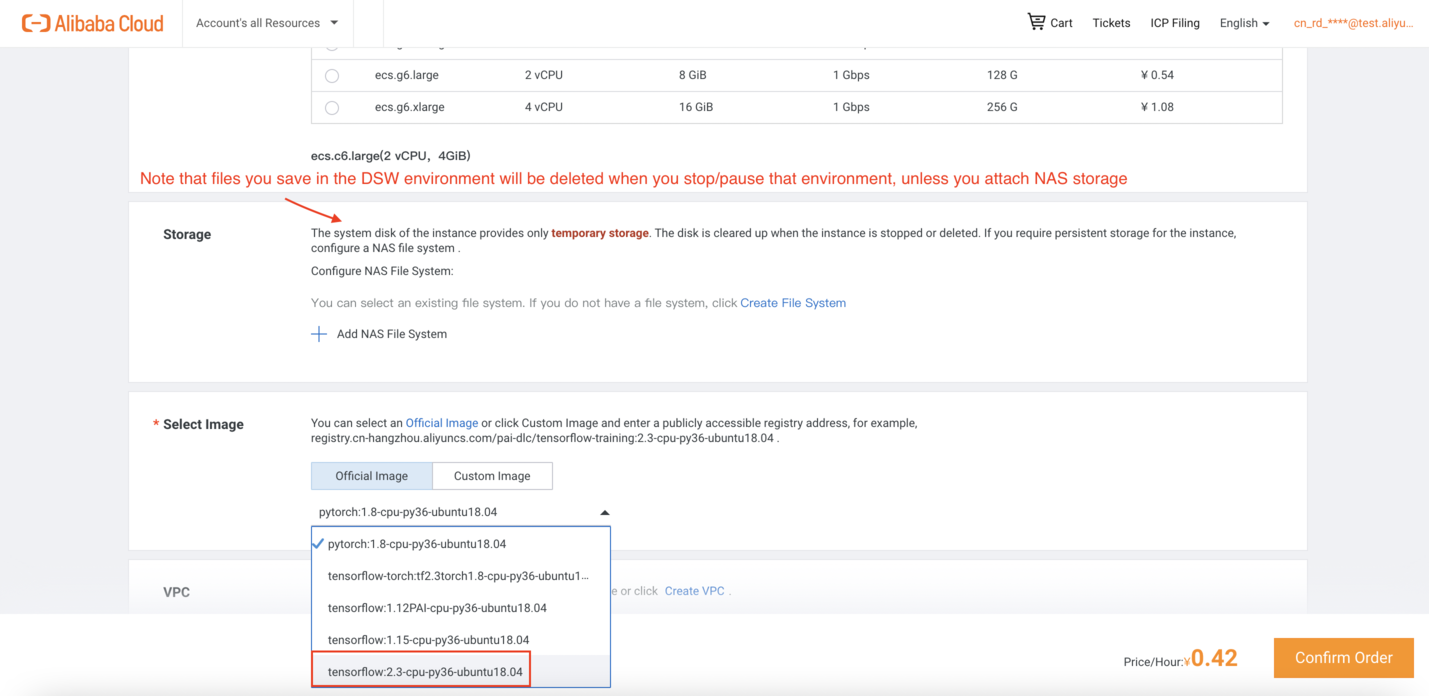 Alibaba Cloud
Account's all Resources
Cart
Tickets
ICP Filing
English
cn_rd_****@test.aliyu...
ecs.g6.large 2 vCPU 8 GiB 1 Gbps 128 G ¥ 0.54
ecs.g6.xlarge 4 vCPU 16 GiB 1 Gbps 256 G ¥ 1.08
ecs.c6.large(2 vCPU, 4GiB)
Note that files you save in the DSW environment will be deleted when you stop/pause that environment, unless you attach NAS storage
Storage
The system disk of the instance provides only temporary storage. The disk is cleared up when the instance is stopped or deleted. If you require persistent storage for the instance,
configure a NAS file system .
Configure NAS File System:
You can select an existing file system. If you do not have a file system, click Create File System
Add NAS File System
* Select Image
You can select an Official Image or click Custom Image and enter a publicly accessible registry address, for example,
registry.cn-hangzhou.aliyuncs.com/pai-dlc/tensorflow-training:2.3-cpu-py36-ubuntu18.04 .
Official Image
Custom Image
pytorch:1.8-cpu-py36-ubuntu18.04
pytorch:1.8-cpu-py36-ubuntu18.04
tensorflow-torch:tf2.3torch1.8-cpu-py36-ubuntu1...
tensorflow:1.12PAI-cpu-py36-ubuntu18.04
tensorflow:1.15-cpu-py36-ubuntu18.04
tensorflow:2.3-cpu-py36-ubuntu18.04
VPC
e or click Create VPC .
Price/Hour:¥0.42
Confirm Order